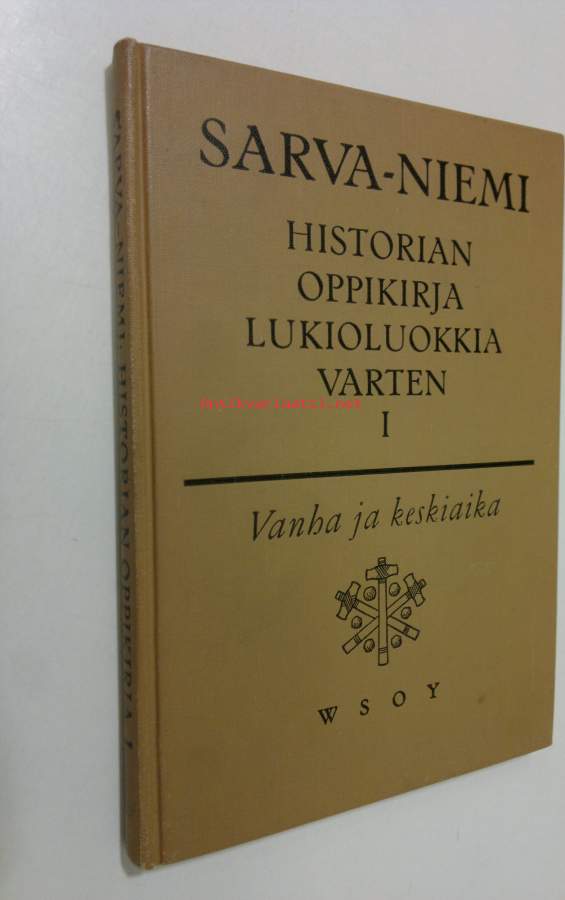 SARVA-NIEMI
HISTORIAN
OPPIKIRJA
LUKIOLUOKKIA
VARTEN
I
Vanha ja keskiaika
WSOY
SARVA-NIEMI: HISTORIAN OPPIKIRJA I